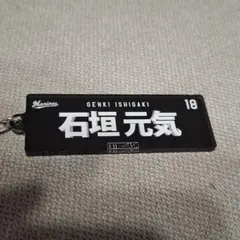 Marines GENKI ISHIGAKI 18
石垣 元気